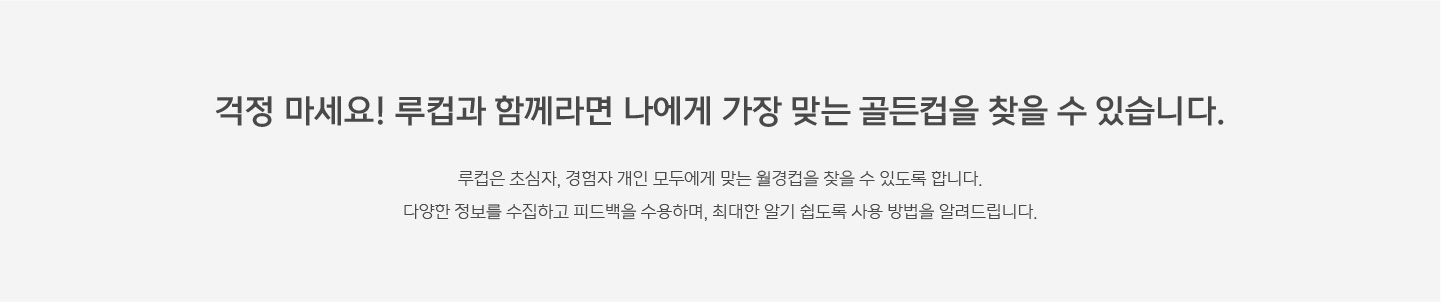 걱정 마세요! 루컵과 함께라면 나에게 가장 맞는 골든컵을 찾을 수 있습니다.
루컵은 초심자, 경험자 개인 모두에게 맞는 월경컵을 찾을 수 있도록 합니다.
다양한 정보를 수집하고 피드백을 수용하며, 최대한 알기 쉽도록 사용 방법을 알려드립니다.